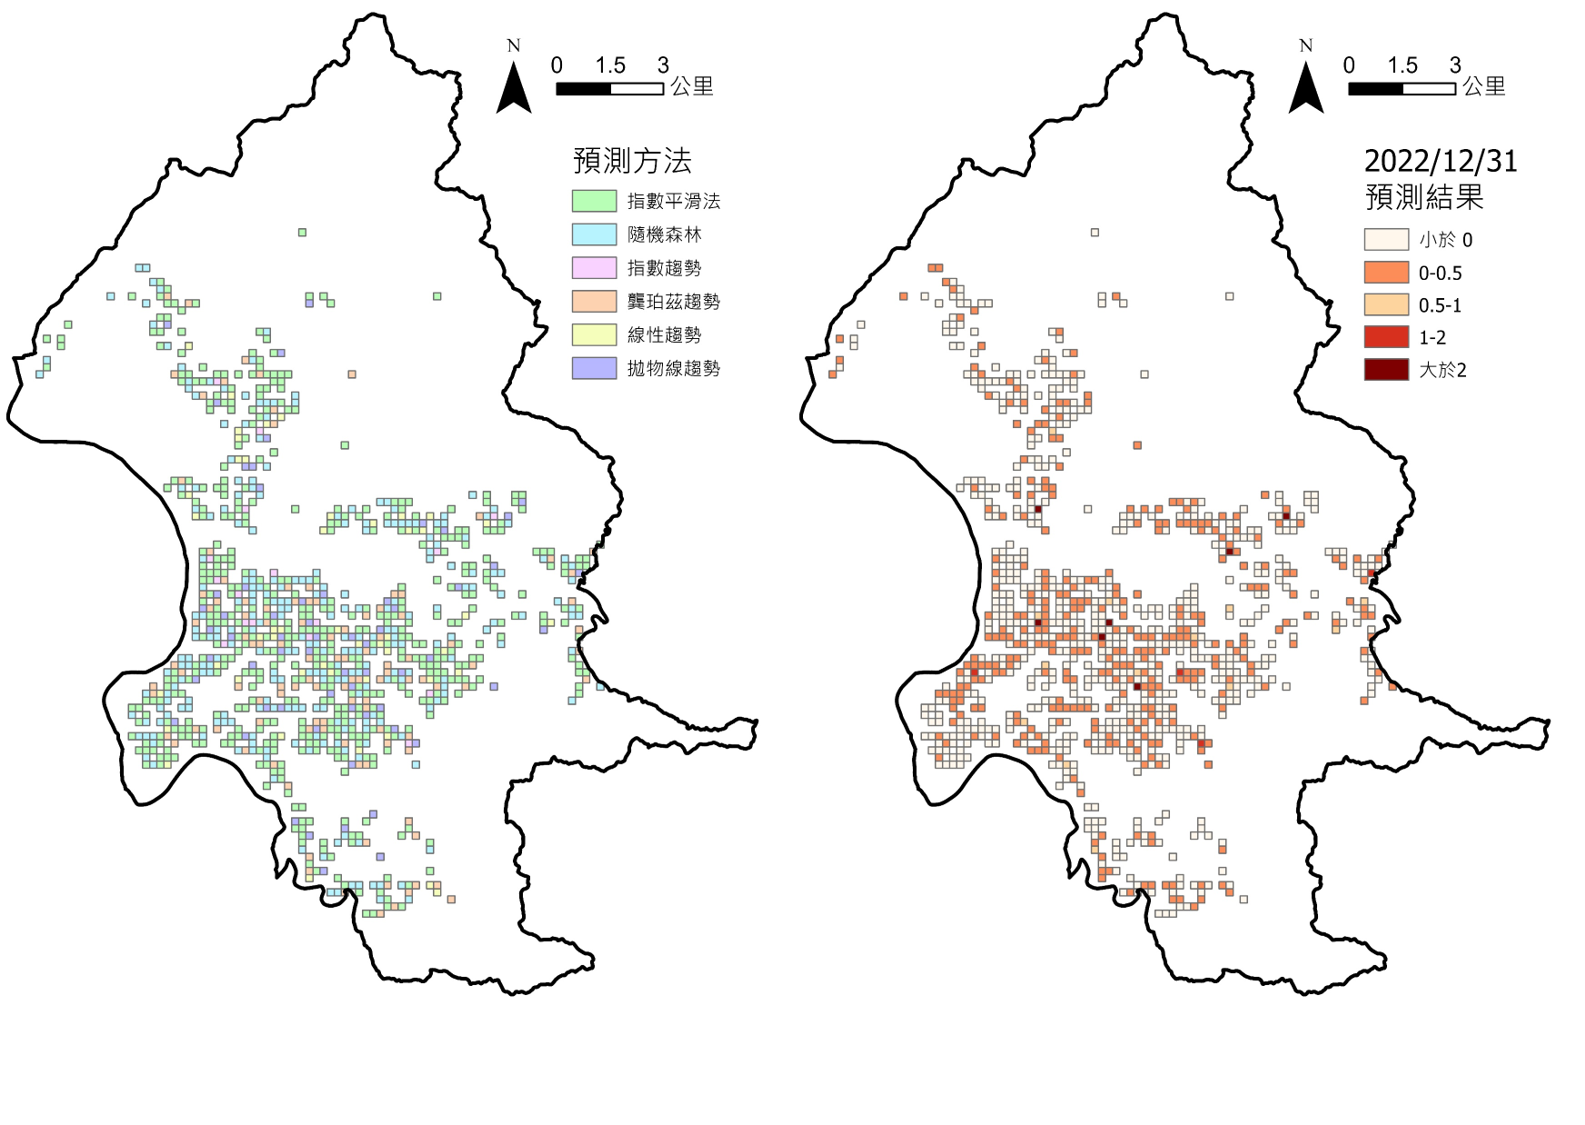 N
0 1.5 3
公里
預測方法
指數平滑法
隨機森林
指數趨勢
龔珀茲趨勢
線性趨勢
拋物線趨勢
N
0 1.5 3
公里
2022/12/31
預測結果
小於 0
0-0.5
0.5-1
1-2
大於2